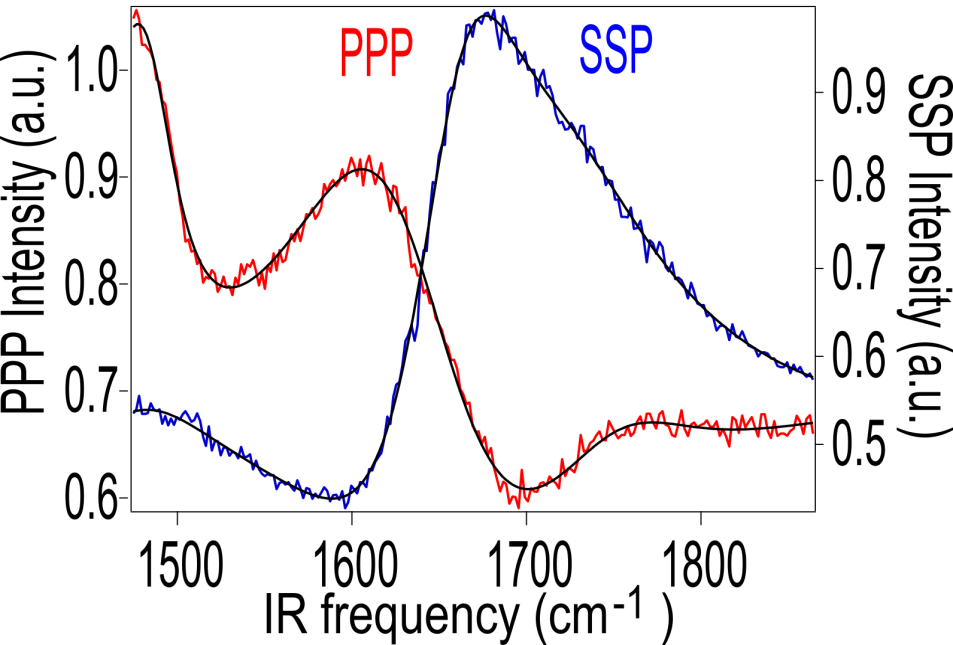 PPP
SSP
PPP Intensity (a.u.)
1.0
0.9
0.8
0.7
0.6
0.9
0.8
0.7
0.6
0.5
SSP Intensity (a.u.)
1500 1600 1700 1800
IR frequency (cm-1 )